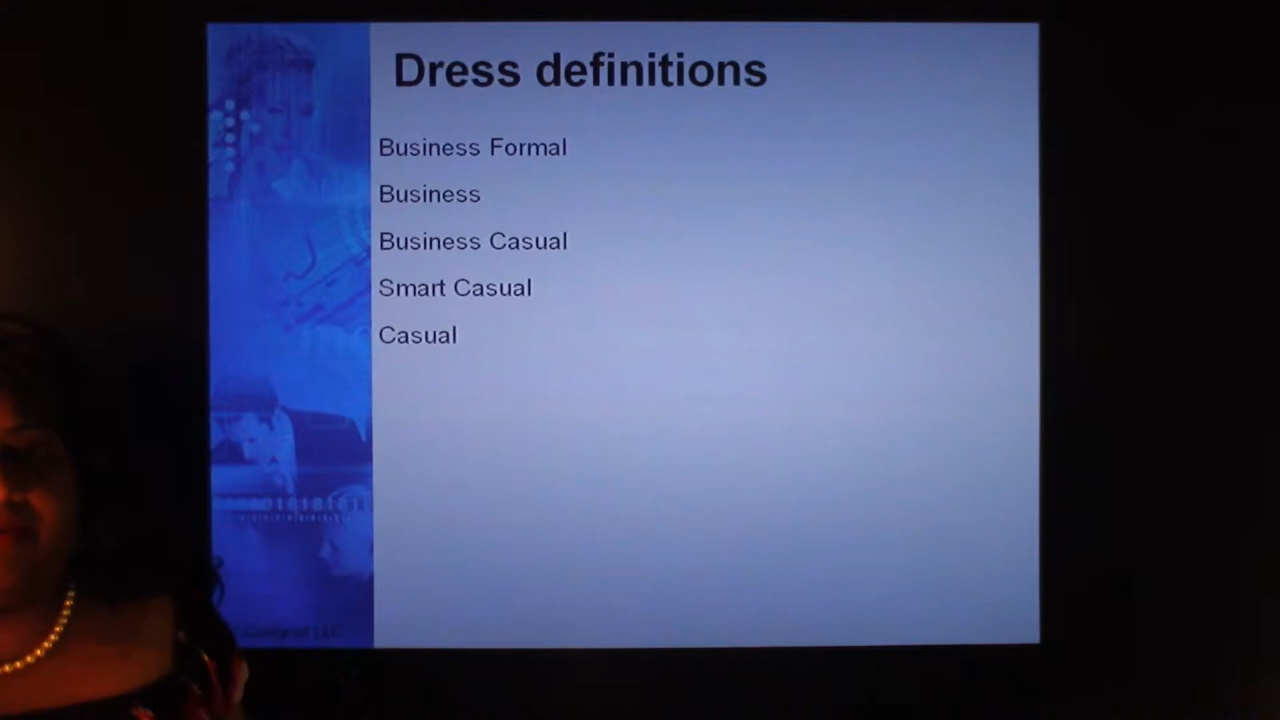 Dress definitions
Business Formal
Business
Business Casual
Smart Casual
Casual